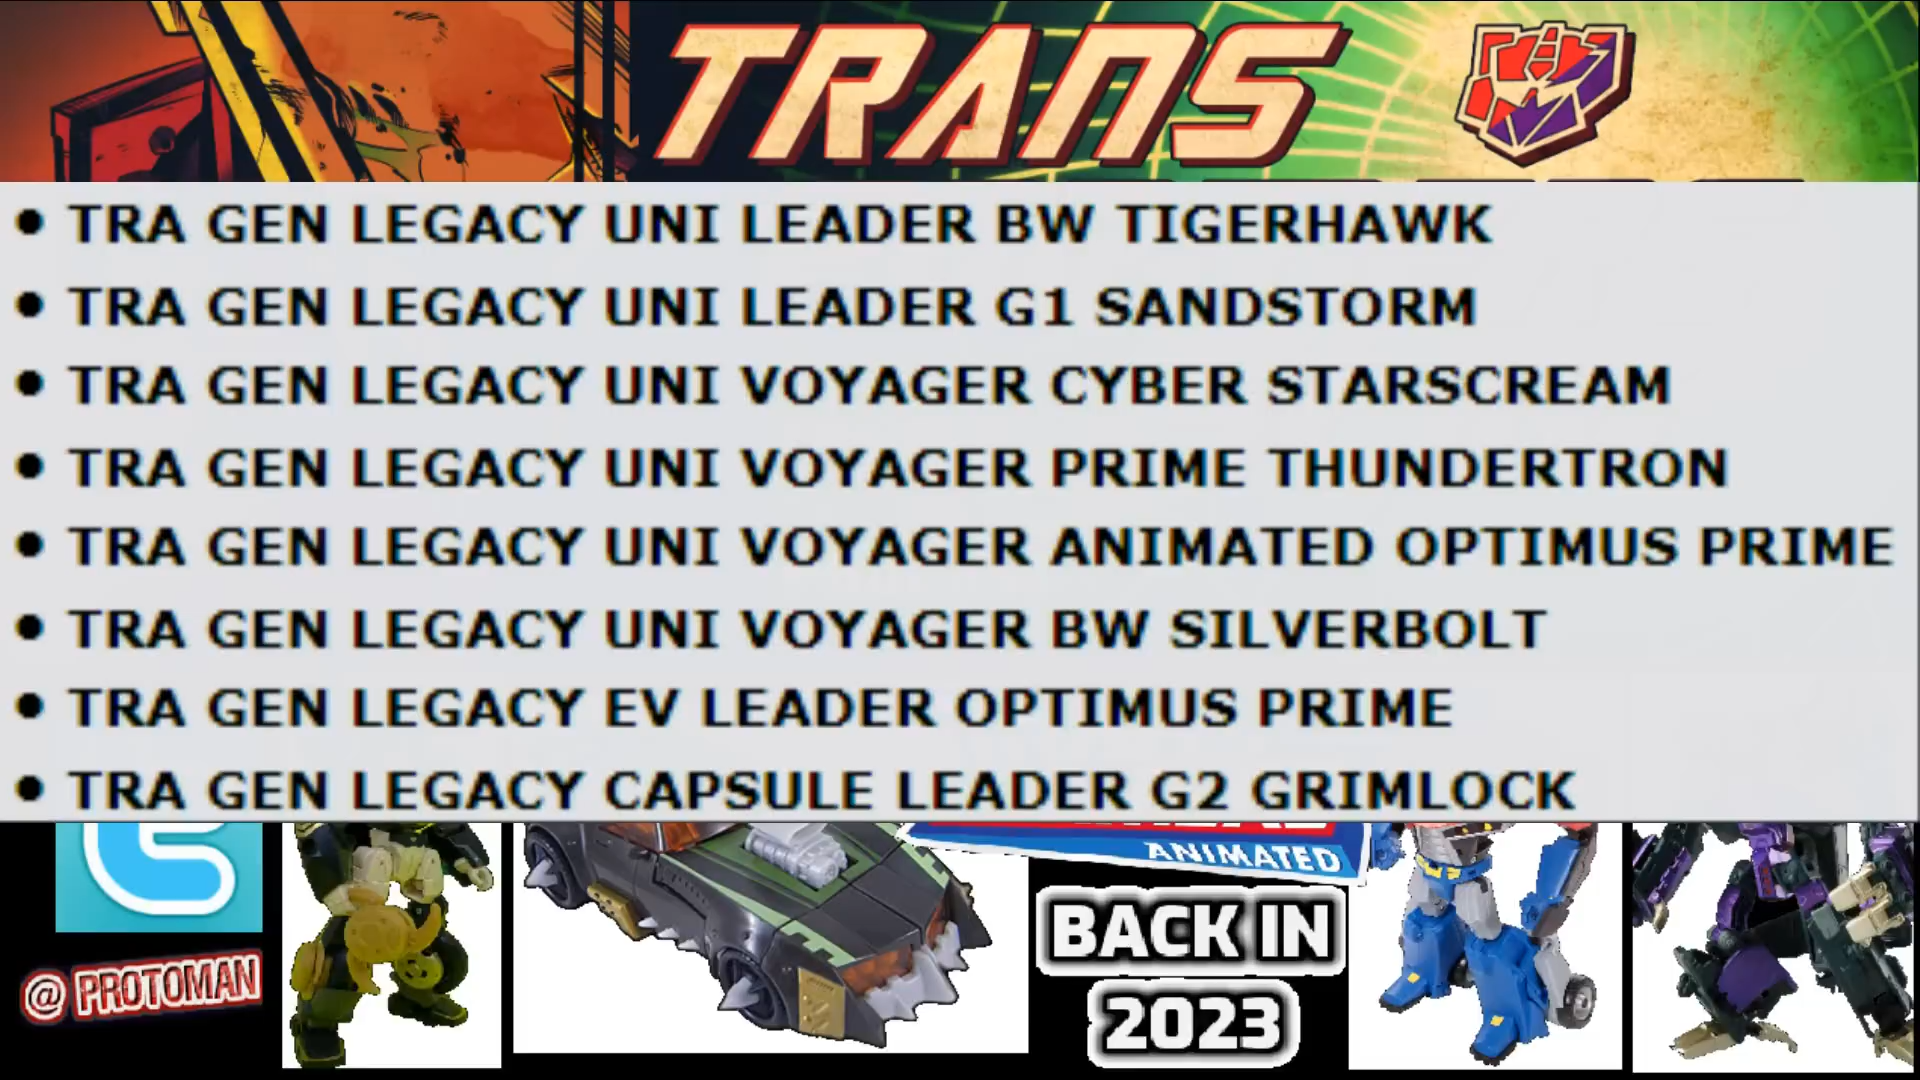 TRANS
• TRA GEN LEGACY UNI LEADER BW TIGERHAWK
• TRA GEN LEGACY UNI LEADER G1 SANDSTORM
• TRA GEN LEGACY UNI VOYAGER CYBER STARSCREAM
• TRA GEN LEGACY UNI VOYAGER PRIME THUNDERTRON
• TRA GEN LEGACY UNI VOYAGER ANIMATED OPTIMUS PRIME
• TRA GEN LEGACY UNI VOYAGER BW SILVERBOLT
• TRA GEN LEGACY EV LEADER OPTIMUS PRIME
• TRA GEN LEGACY CAPSULE LEADER G2 GRIMLOCK
ANIMATED
BACK IN
2023
@ PROTOMAN